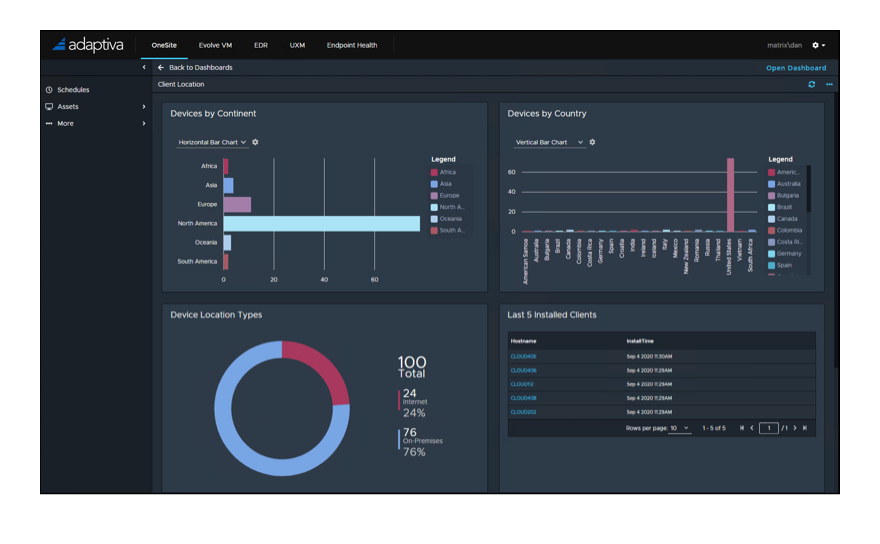 adaptiva
OneSite Evolve VM EDR UXM Endpoint Health
matrix\dan
Back to Dashboards
Open Dashboard
Schedules
Assets
More
Client Location
Devices by Continent
Horizontal Bar Chart
Africa
Asia
Europe
North America
Oceania
South America
0 20 40 60
Legend
Africa
Asia
Europe
North A...
Oceania
South A...
Devices by Country
Vertical Bar Chart
60
40
20
0
American Samoa
Australia
Bulgaria
Brazil
Canada
Colombia
Costa Rica
Germany
Spain
Croatia
India
Ireland
Iceland
Italy
Mexico
New Zealand
Romania
Russia
Thailand
United States
Vietnam
South Africa
Legend
Americ...
Australia
Bulgaria
Brazil
Canada
Colombia
Costa Ri...
Germany
Spain
Device Location Types
100
Total
24
Internet
24%
76
On-Premises
76%
Last 5 Installed Clients
Hostname InstallTime
CLOUD405 Sep 4 2020 11:30AM
CLOUD406 Sep 4 2020 11:29AM
CLOUD112 Sep 4 2020 11:29AM
CLOUD408 Sep 4 2020 11:29AM
CLOUD202 Sep 4 2020 11:29AM
Rows per page: 10 1 - 5 of 5 1 / 1